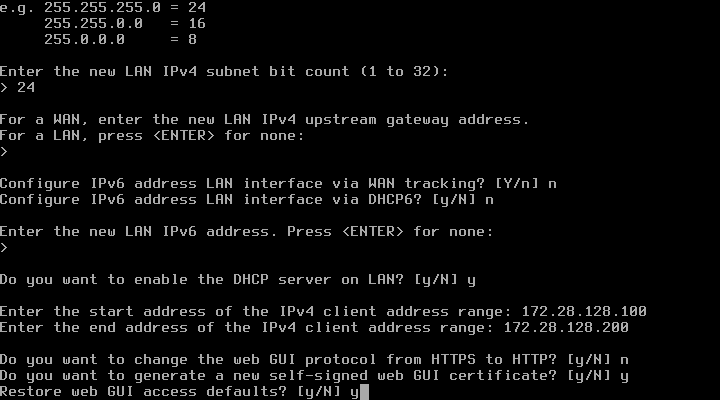 e.g. 255.255.255.0 = 24
     255.255.0.0   = 16
     255.0.0.0     = 8
Enter the new LAN IPv4 subnet bit count (1 to 32):
> 24
For a WAN, enter the new LAN IPv4 upstream gateway address.
For a LAN, press <ENTER> for none:
>
Configure IPv6 address LAN interface via WAN tracking? [Y/n] n
Configure IPv6 address LAN interface via DHCP6? [y/N] n
Enter the new LAN IPv6 address. Press <ENTER> for none:
>
Do you want to enable the DHCP server on LAN? [y/N] y
Enter the start address of the IPv4 client address range: 172.28.128.100
Enter the end address of the IPv4 client address range: 172.28.128.200
Do you want to change the web GUI protocol from HTTPS to HTTP? [y/N] n
Do you want to generate a new self-signed web GUI certificate? [y/N] y
Restore web GUI access defaults? [y/N] y